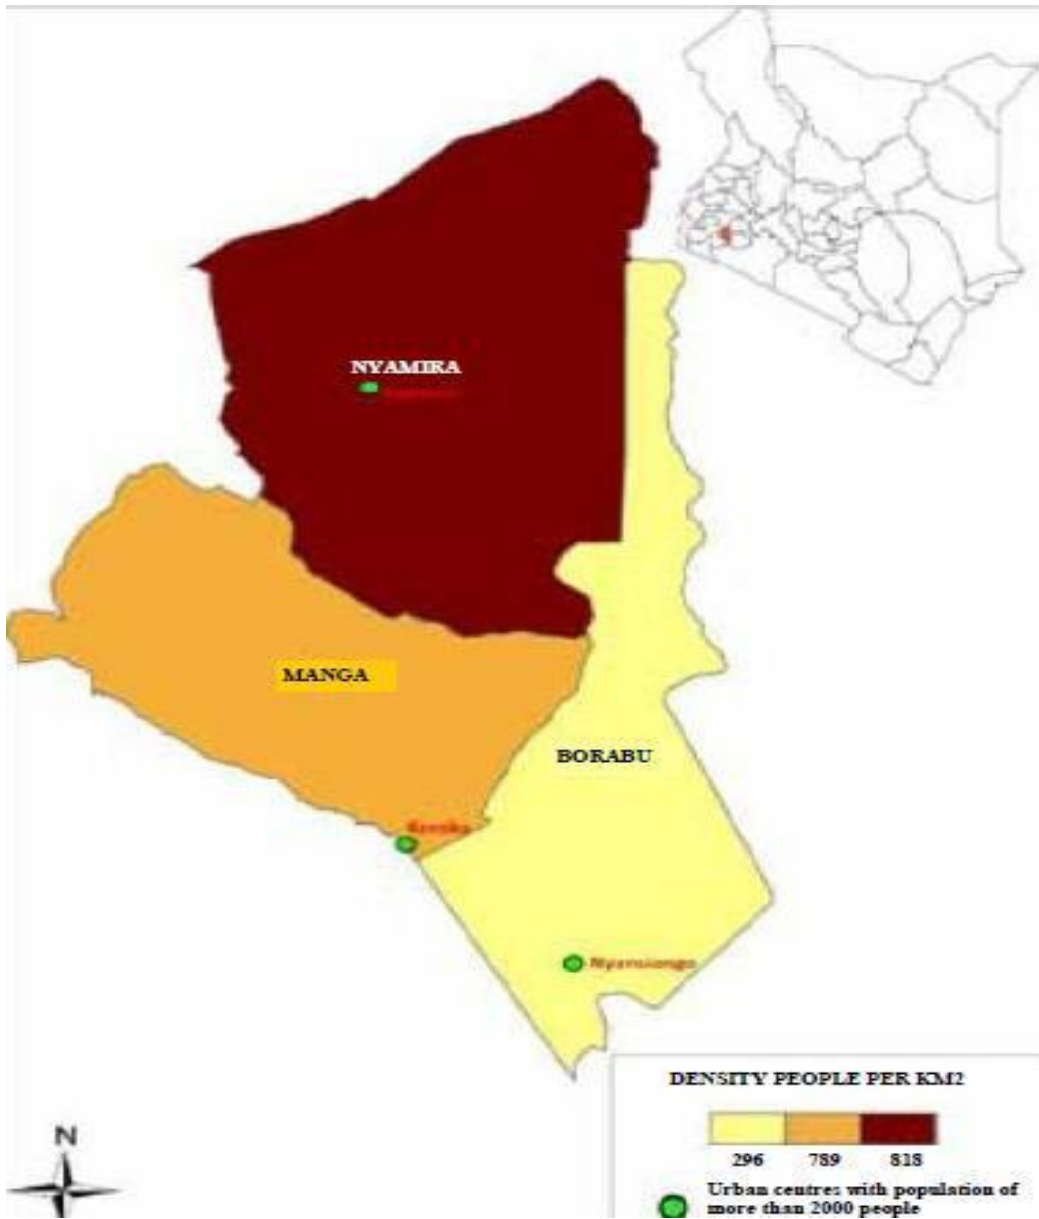 NYAMIRA
MANGA
BORABU
Keroka
Nyansiongo
DENSITY PEOPLE PER KM2
296 789 818
N
Urban centres with population of
more than 2000 people